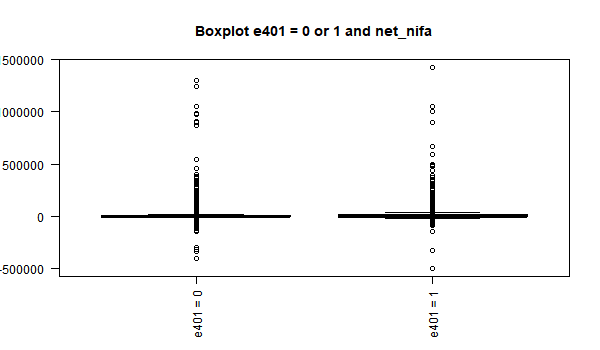 Boxplot e401 = 0 or 1 and net_nifa
500000
000000
500000
0
-500000
e401 = 0
e401 = 1